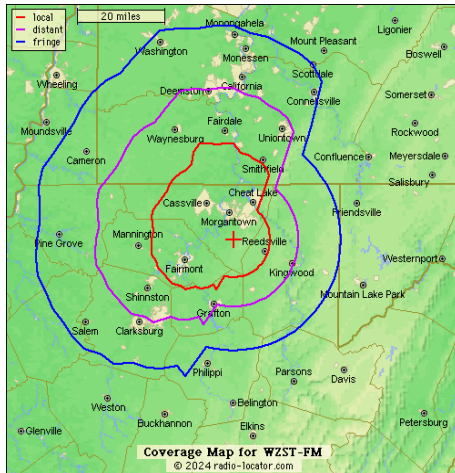 local
distant
fringe
20 miles
Monongahela
Ligonier
Washington
Monessen
Mount Pleasant
Boswell
Scottdale
Wheeling
California
Deemston
Connersville
Somerset
Moundsville
Fairdale
Rockwood
Waynesburg
Uniontown
Cameron
Smithfield
Confluence
Meyersdale
Salisbury
Cassville
Cheat Lake
Friendsville
Morgantown
Pine Grove
Mannington
Reedsville
Westernport
Fairmont
Kingwood
Shinnston
Mountain Lake Park
Grafton
Salem
Clarksburg
Philippi
Parsons
Davis
Weston
Belington
Buckhannon
Petersburg
Glenville
Elkins
Coverage Map for WZST-FM
© 2024 radio-locator.com